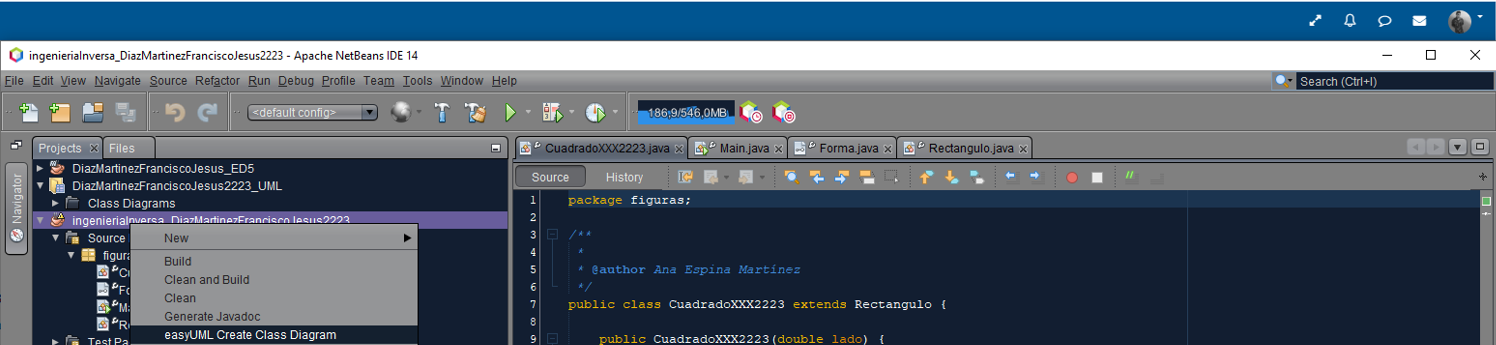 ingenieriaInversa_DiazMartinezFranciscoJesus2223 - Apache NetBeans IDE 14
File Edit View Navigate Source Refactor Run Debug Profile Team Tools Window Help
Search (Ctrl+I)
<default config>
186,9/546,0MB
Projects Files
Navigator
DiazMartinezFranciscoJesus_ED5
DiazMartinezFranciscoJesus2223_UML
Class Diagrams
ingenieriaInversa_DiazMartinezFranciscoJesus2223
Source
figura
Cu
Fo
Ma
Re
Test Pa
New
Build
Clean and Build
Clean
Generate Javadoc
easyUML Create Class Diagram
CuadradoXXX2223.java Main.java Forma.java Rectangulo.java
Source History
1 package figuras;
2
3 /**
4 *
5 * @author Ana Espina Martínez
6 */
7 public class CuadradoXXX2223 extends Rectangulo {
8
9 public CuadradoXXX2223(double lado) {